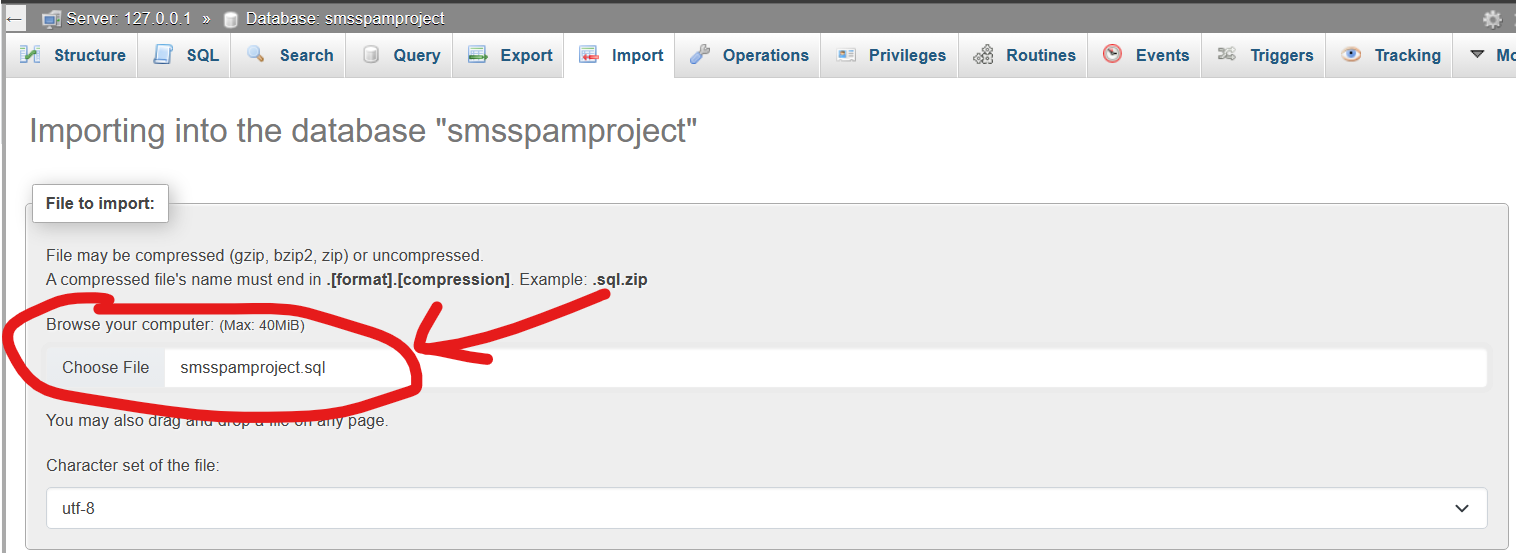 Server: 127.0.0.1 » Database: smsspamproject
Structure SQL Search Query Export Import Operations Privileges Routines Events Triggers Tracking Mo
Importing into the database "smsspamproject"
File to import:
File may be compressed (gzip, bzip2, zip) or uncompressed.
A compressed file's name must end in .[format].[compression]. Example: .sql.zip
Browse your computer: (Max: 40MiB)
Choose File smsspamproject.sql
You may also drag and drop a file on any page.
Character set of the file:
utf-8